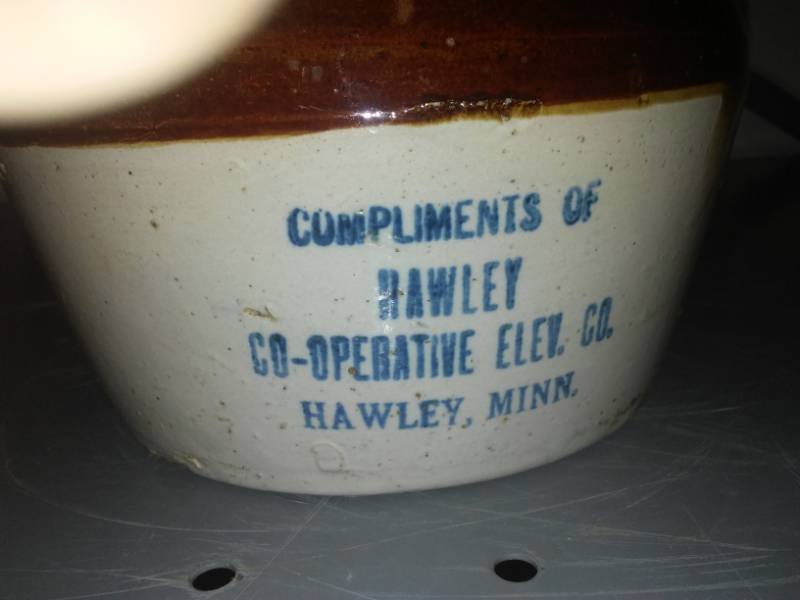 COMPLIMENTS OF
HAWLEY
CO-OPERATIVE ELEV. CO.
HAWLEY, MINN.